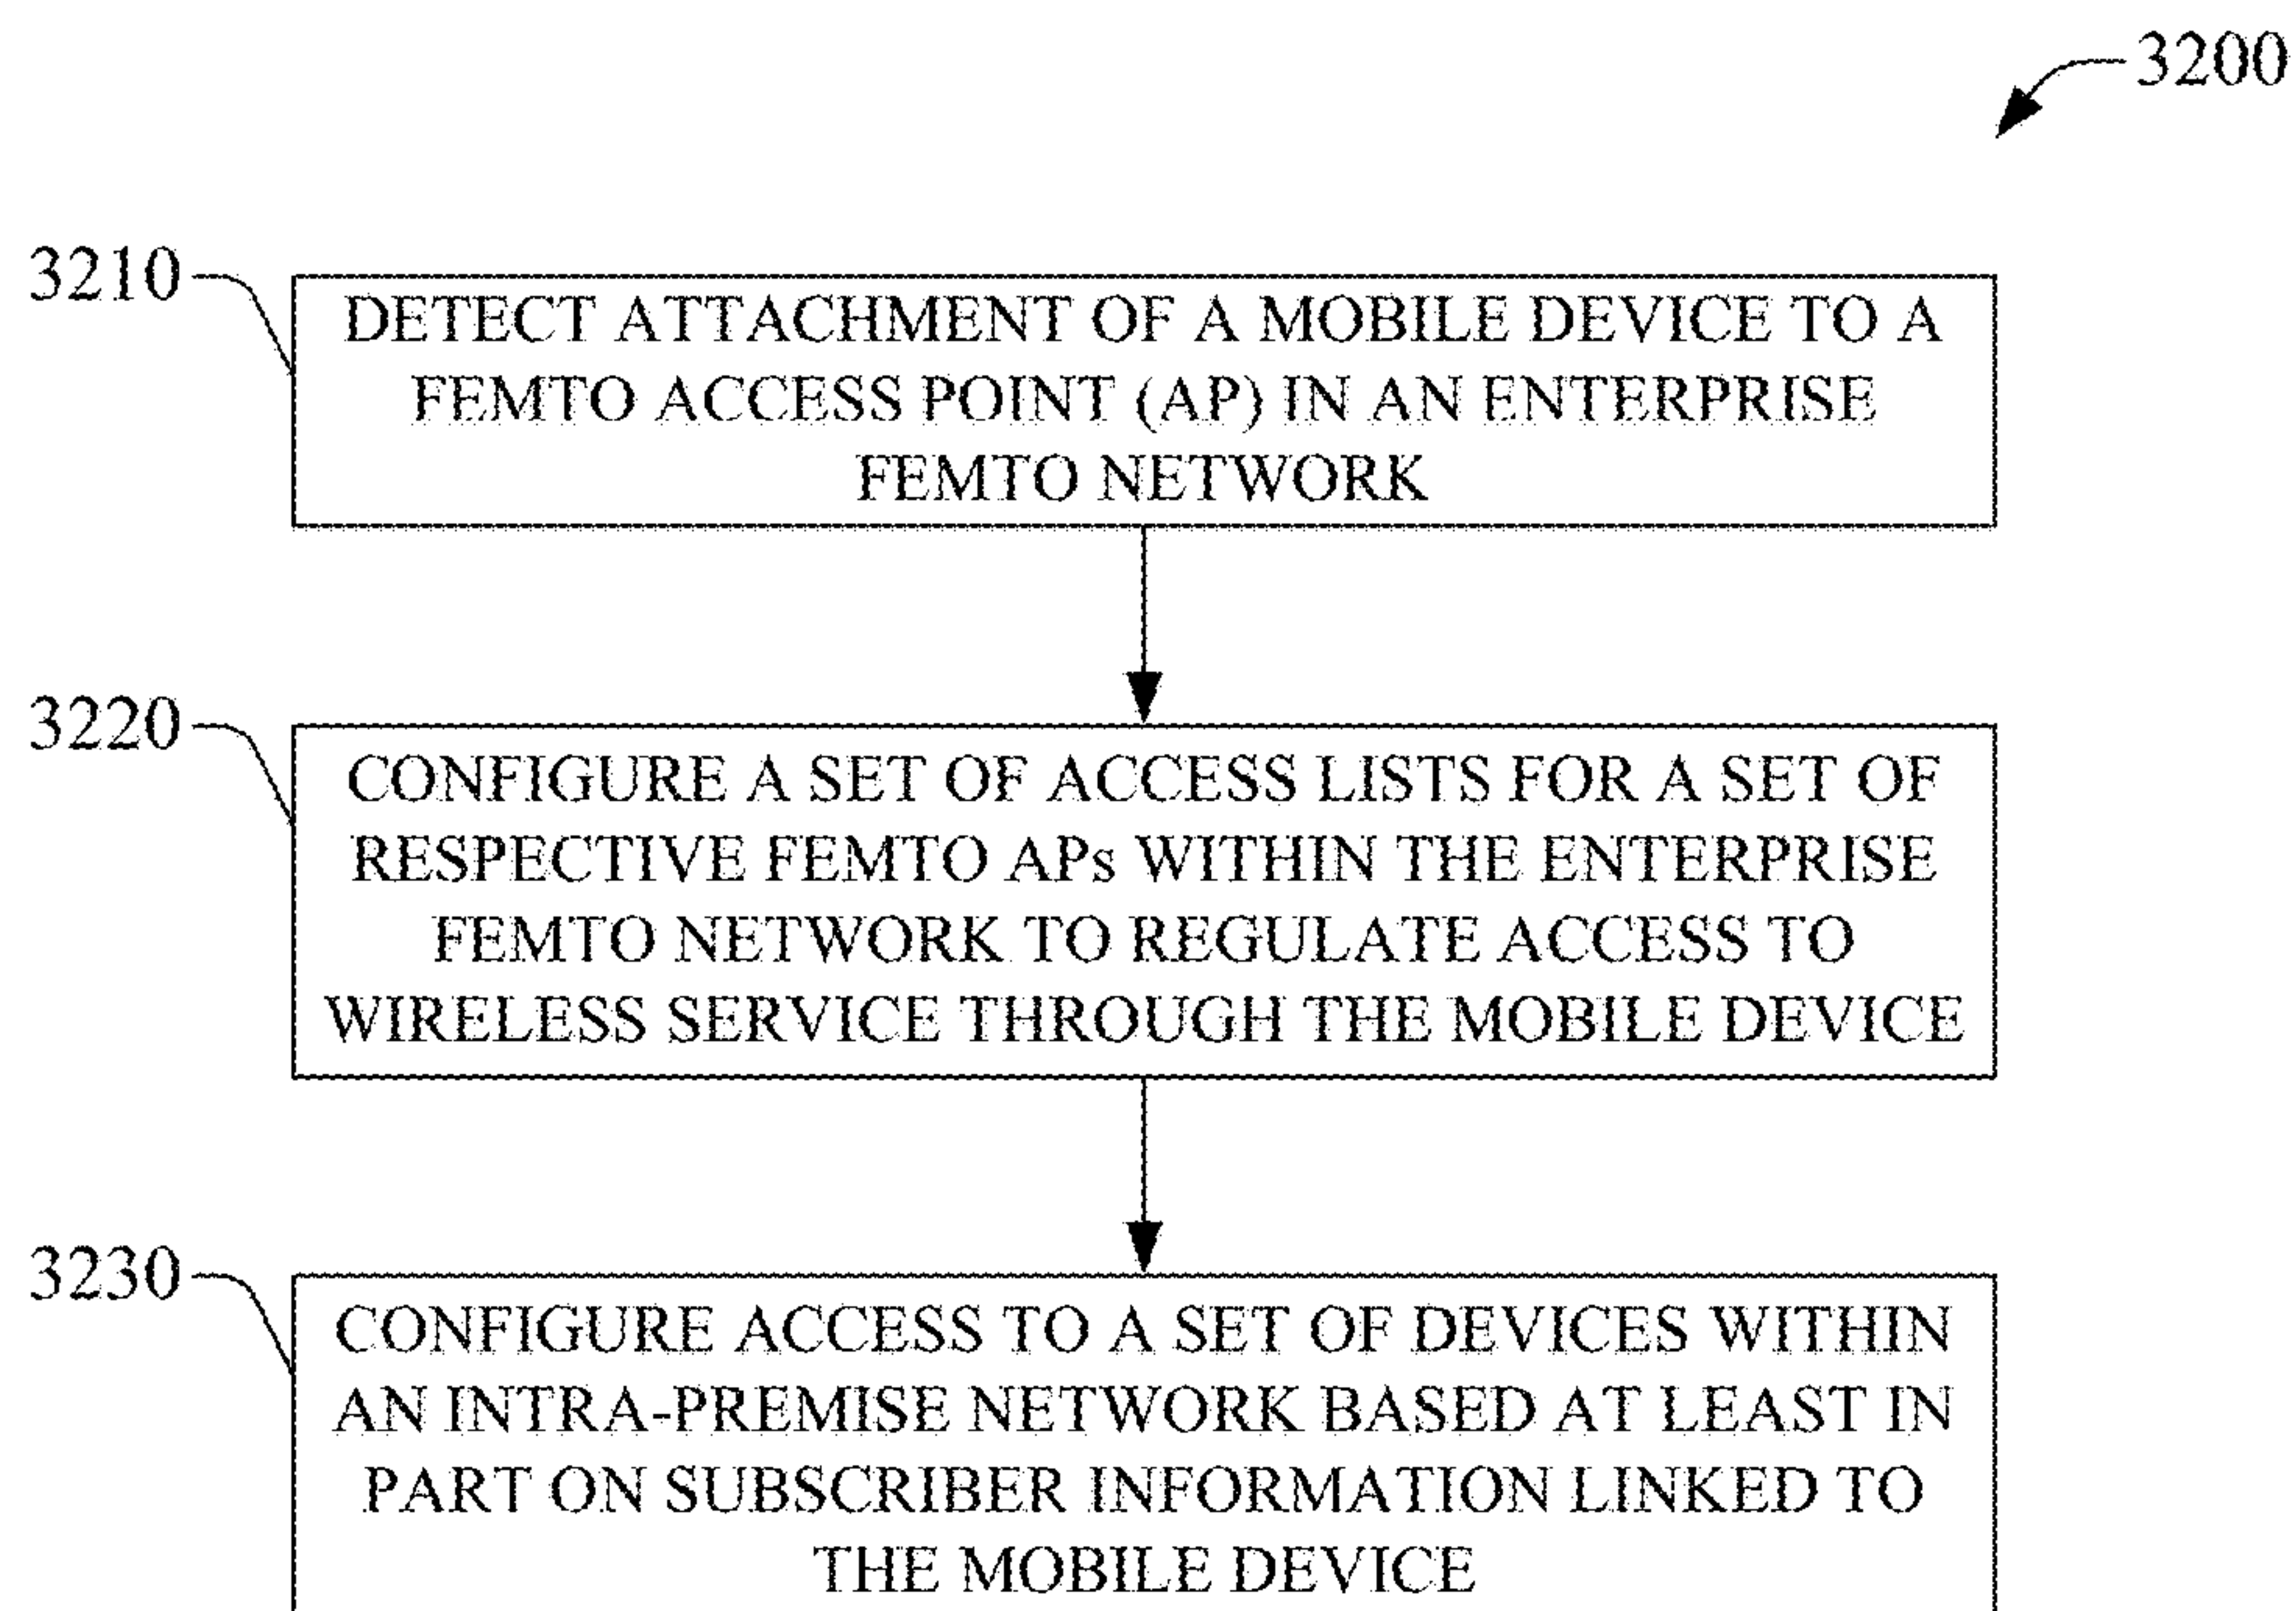 3200
3210
DETECT ATTACHMENT OF A MOBILE DEVICE TO A
FEMTO ACCESS POINT (AP) IN AN ENTERPRISE
FEMTO NETWORK
3220
CONFIGURE A SET OF ACCESS LISTS FOR A SET OF
RESPECTIVE FEMTO APs WITHIN THE ENTERPRISE
FEMTO NETWORK TO REGULATE ACCESS TO
WIRELESS SERVICE THROUGH THE MOBILE DEVICE
3230
CONFIGURE ACCESS TO A SET OF DEVICES WITHIN
AN INTRA-PREMISE NETWORK BASED AT LEAST IN
PART ON SUBSCRIBER INFORMATION LINKED TO
THE MOBILE DEVICE